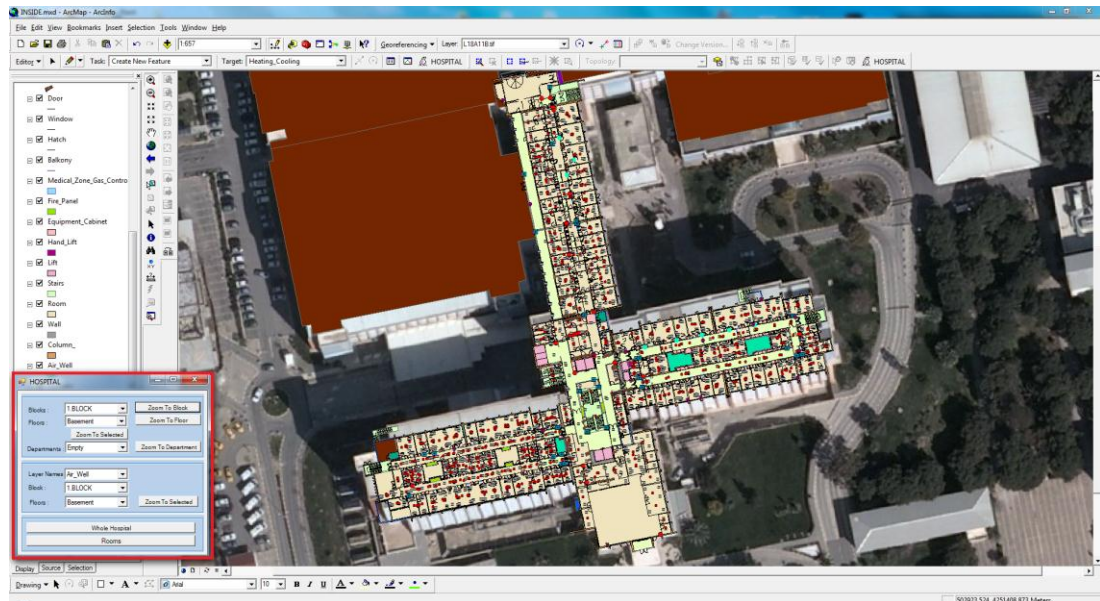 INSIDE.mxd - ArcMap - ArcInfo
File Edit View Bookmarks Insert Selection Tools Window Help
1:657 Georeferencing Layer: L18A11B.tif Change Version...
Editor Task: Create New Feature Target: Heating_Cooling HOSPITAL Topology: HOSPITAL
Door
Window
Hatch
Balkony
Medical_Zone_Gas_Contro
Fire_Panel
Equipment_Cabinet
Hand_Lift
Lift
Stairs
Room
Wall
Column_
Air_Well
HOSPITAL
Blocks : 1.BLOCK Zoom To Block
Floors : Basement Zoom To Floor
Zoom To Selected
Departments Empty Zoom To Department
Layer Names Air_Well
Block : 1.BLOCK
Floors : Basement Zoom To Selected
Whole Hospital
Rooms
Display Source Selection
Drawing A Arial 10 B I U A
503923,524 4251408,873 Meters